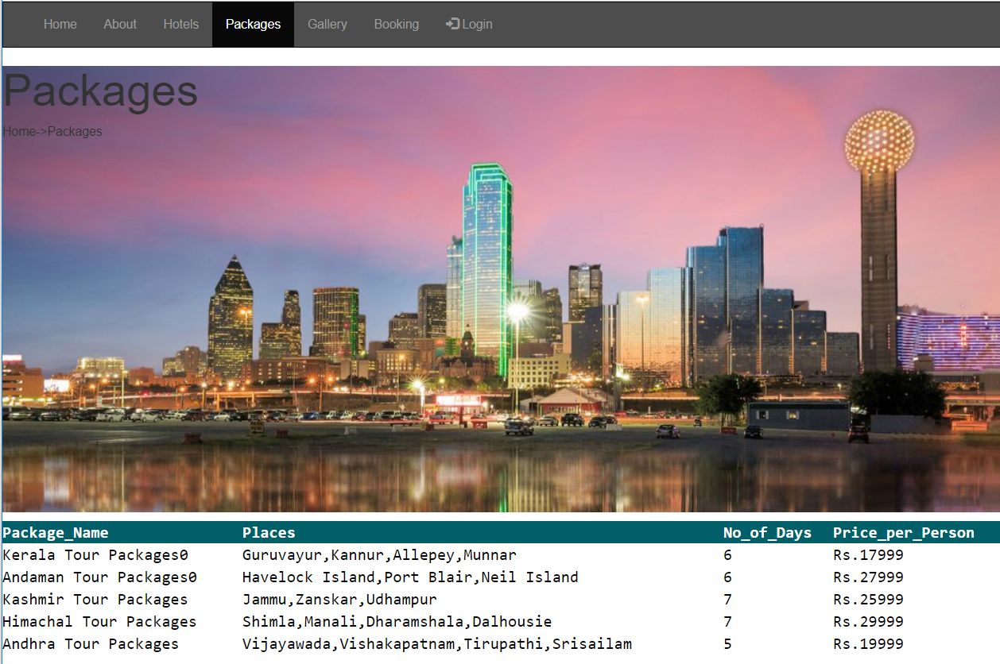 Home About Hotels Packages Gallery Booking Login
Packages
Home->Packages
Package_Name Places No_of_Days Price_per_Person
Kerala Tour Packages0 Guruvayur,Kannur,Allepey,Munnar 6 Rs.17999
Andaman Tour Packages0 Havelock Island,Port Blair,Neil Island 6 Rs.27999
Kashmir Tour Packages Jammu,Zanskar,Udhampur 7 Rs.25999
Himachal Tour Packages Shimla,Manali,Dharamshala,Dalhousie 7 Rs.29999
Andhra Tour Packages Vijayawada,Vishakapatnam,Tirupathi,Srisailam 5 Rs.19999